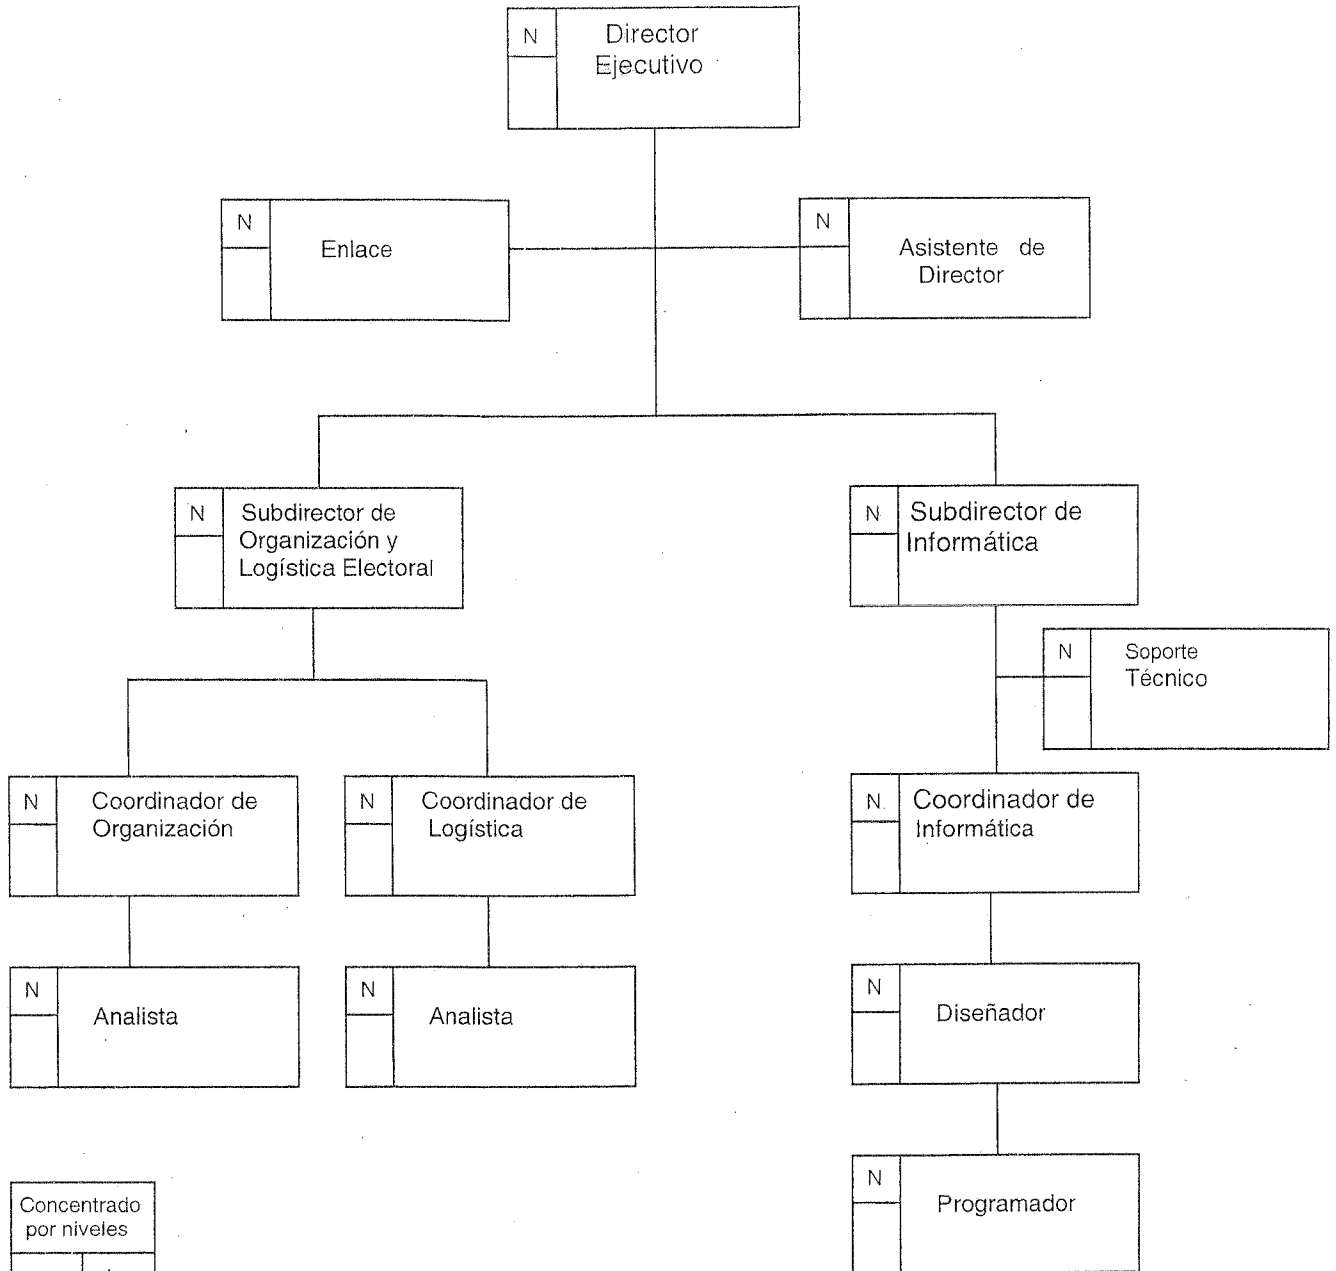 N
Director
Ejecutivo
N
Enlace
N
Asistente de
Director
N
Subdirector de
Organización y
Logística Electoral
N
Subdirector de
Informática
N
Soporte
Técnico
N
Coordinador de
Organización
N
Coordinador de
Logística
N
Coordinador de
Informática
N
Analista
N
Analista
N
Diseñador
N
Programador
Concentrado
por niveles